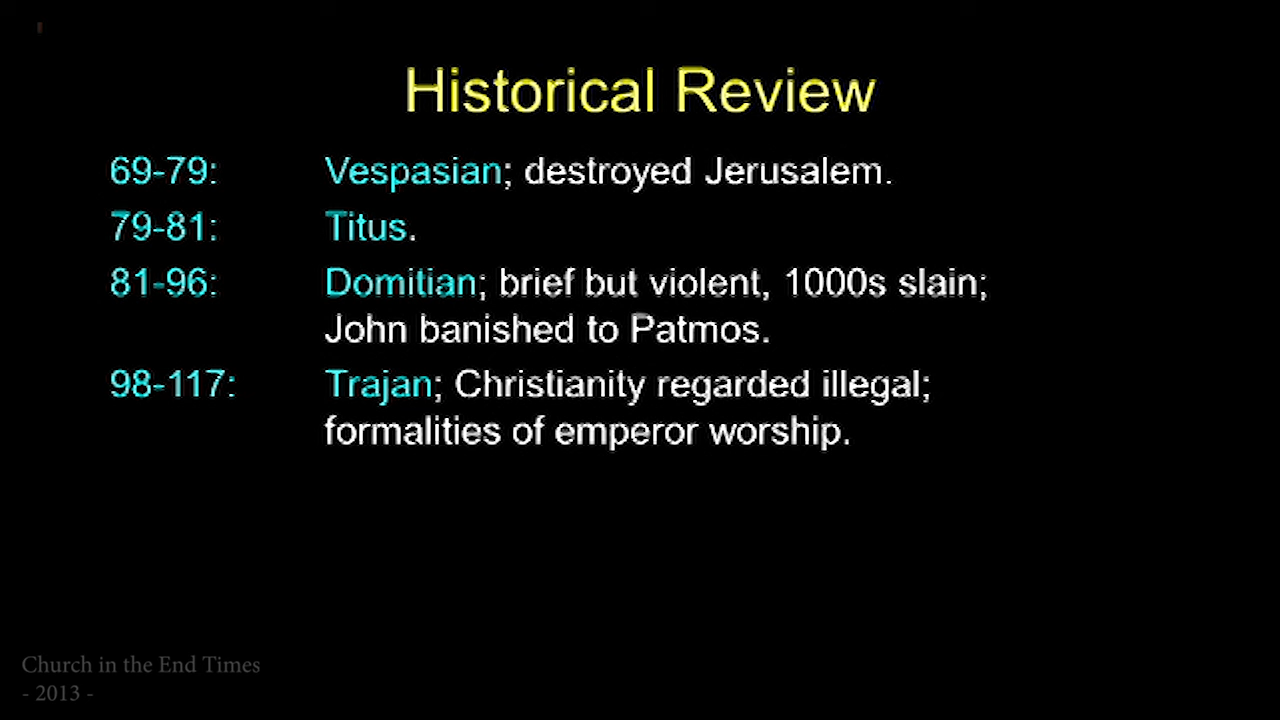 Historical Review
69-79: Vespasian; destroyed Jerusalem.
79-81: Titus.
81-96: Domitian; brief but violent, 1000s slain;
John banished to Patmos.
98-117: Trajan; Christianity regarded illegal;
formalities of emperor worship.
Church in the End Times
- 2013 -